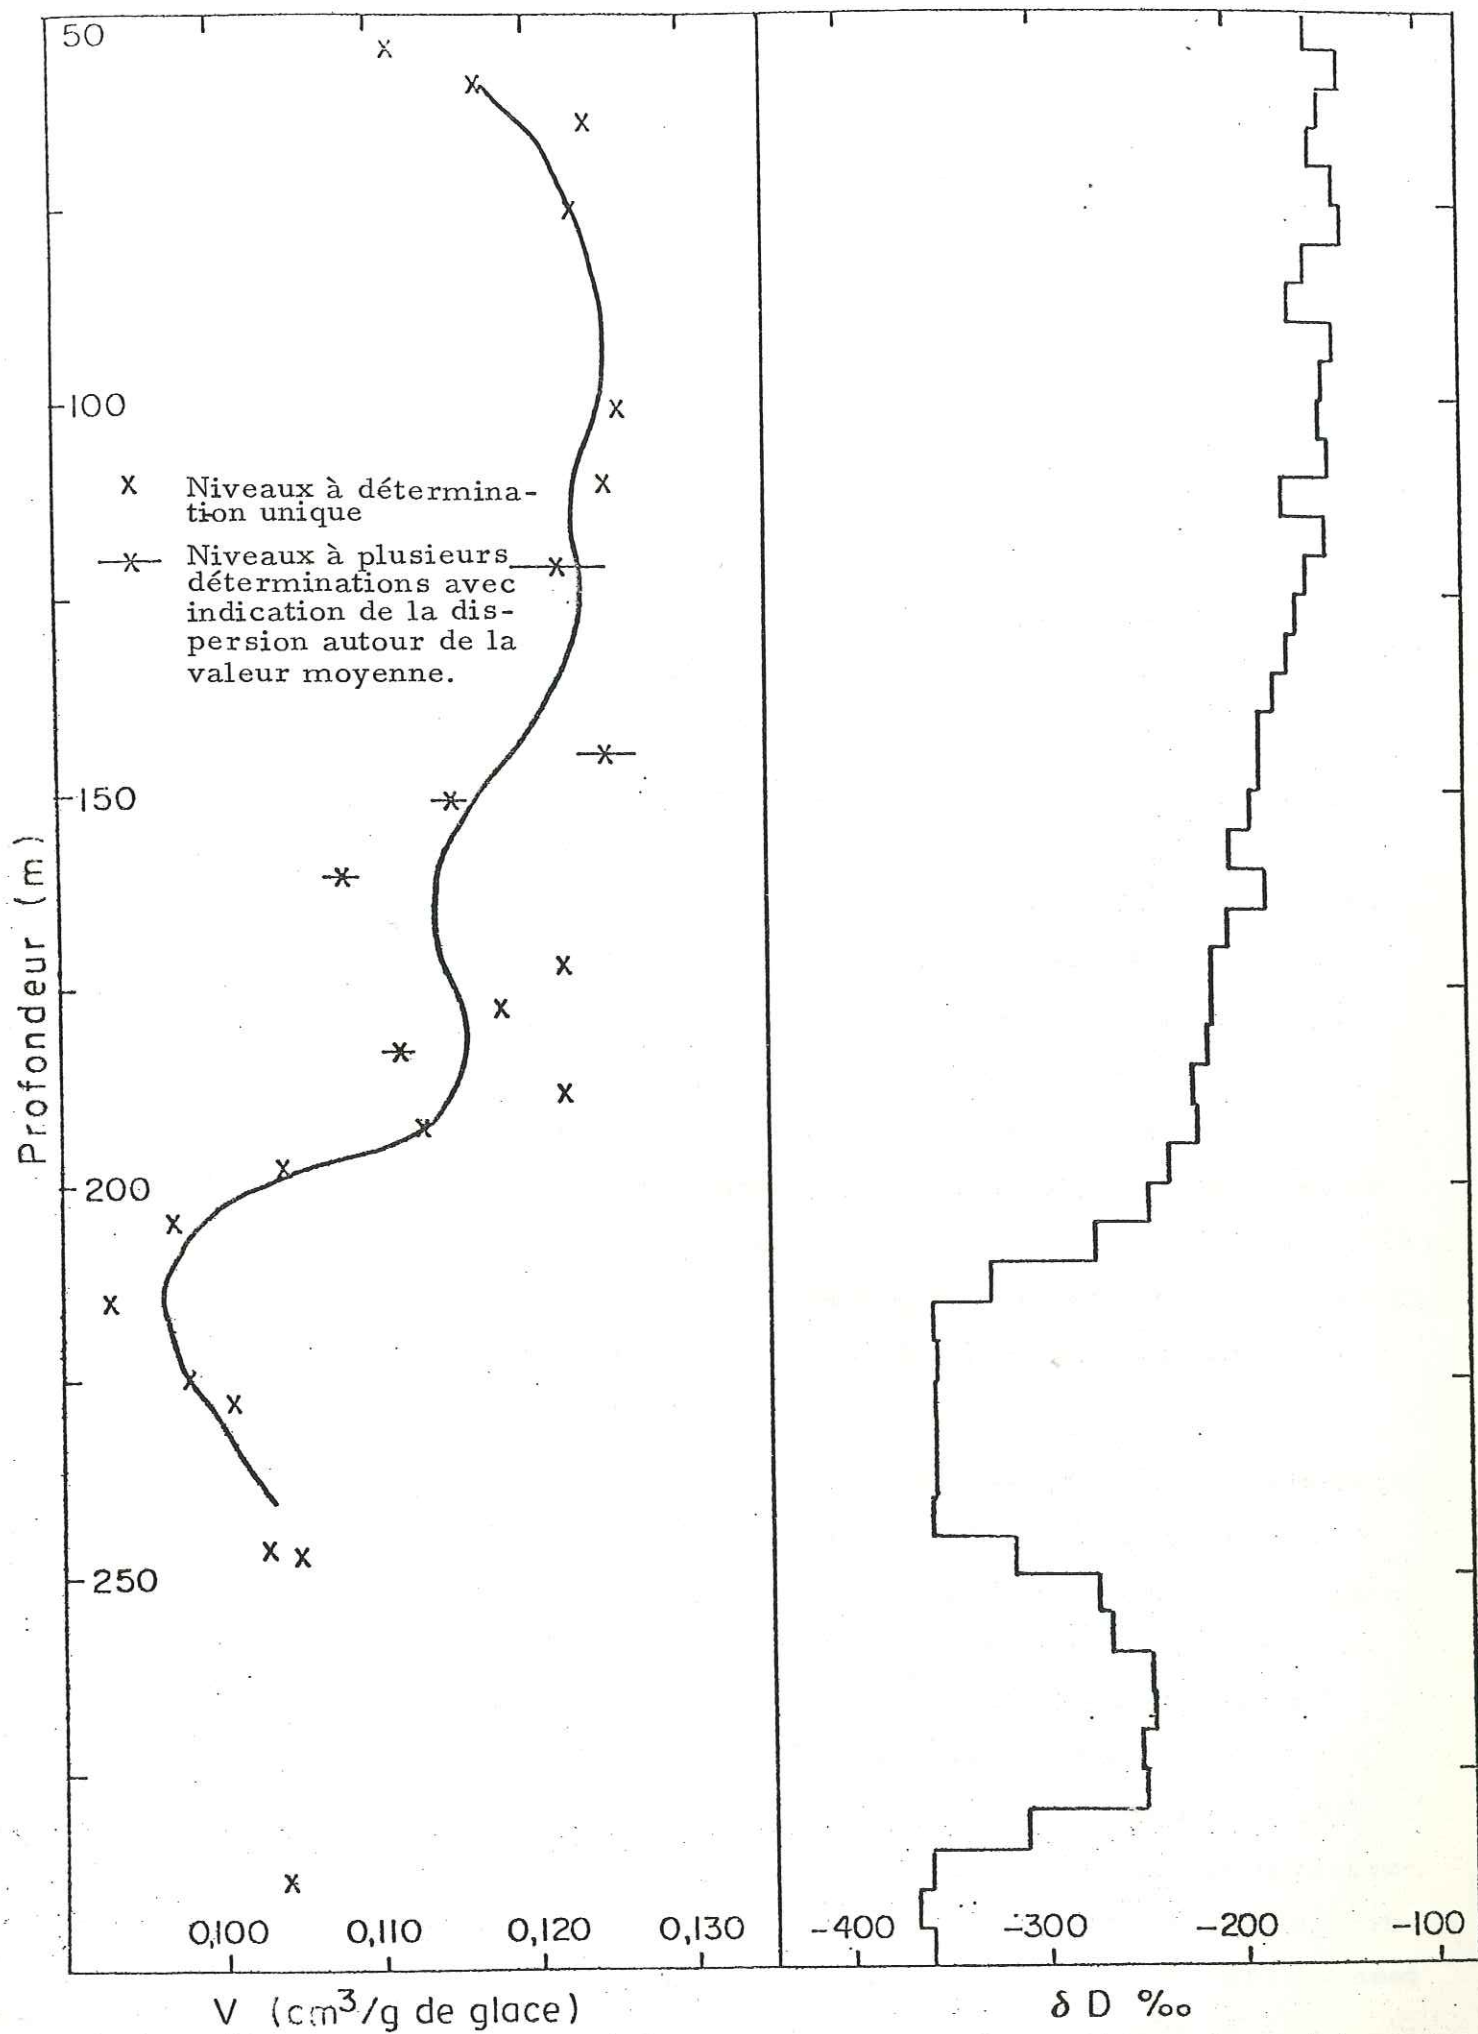 50
100
x Niveaux à détermina-
tion unique
x Niveaux à plusieurs
déterminations avec
indication de la dis-
persion autour de la
valeur moyenne.
150
Profondeur (m)
200
250
0,100 0,110 0,120 0,130
-400 -300 -200 -100
V (cm³/g de glace)
δ D ‰